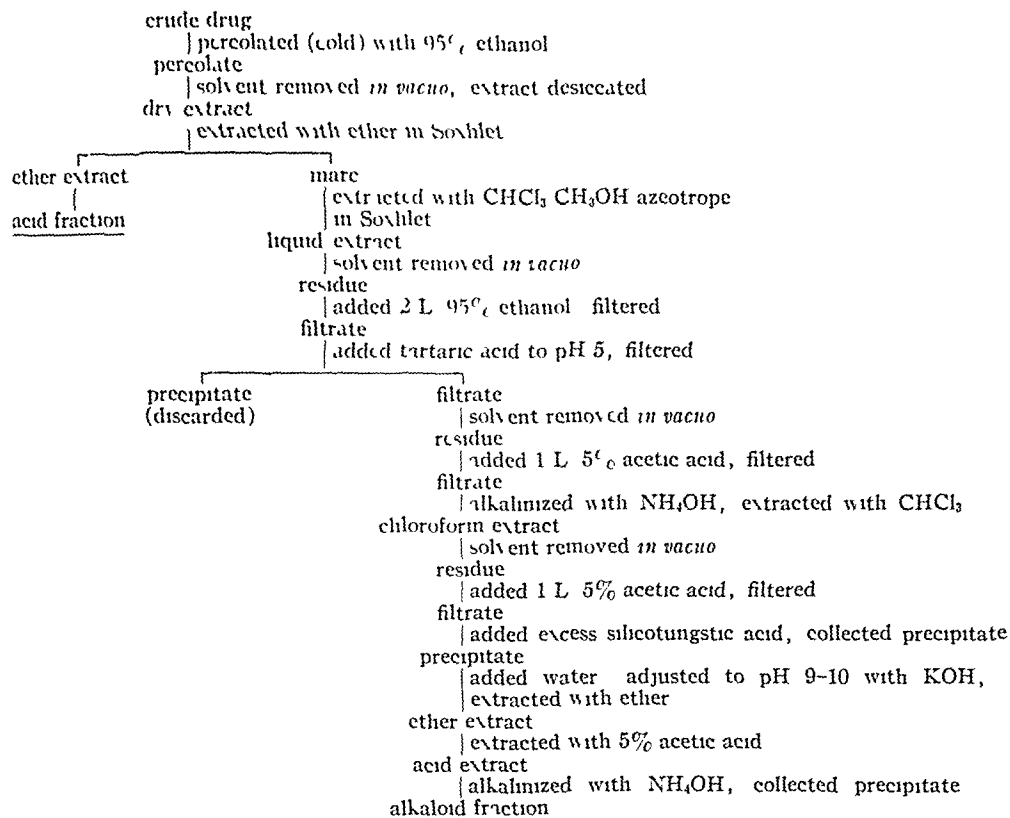 crude drug
percolated (cold) with 95% ethanol
percolate
solvent removed in vacuo, extract desiccated
dry extract
extracted with ether in Soxhlet
ether extract marc
extracted with CHCl₃ CH₃OH azeotrope
acid fraction in Soxhlet
liquid extract
solvent removed in vacuo
residue
added 2 L 95% ethanol filtered
filtrate
added tartaric acid to pH 5, filtered
precipitate filtrate
(discarded) solvent removed in vacuo
residue
added 1 L 5% acetic acid, filtered
filtrate
alkalinized with NH₄OH, extracted with CHCl₃
chloroform extract
solvent removed in vacuo
residue
added 1 L 5% acetic acid, filtered
filtrate
added excess silicotungstic acid, collected precipitate
precipitate
added water adjusted to pH 9-10 with KOH,
extracted with ether
ether extract
extracted with 5% acetic acid
acid extract
alkalinized with NH₄OH, collected precipitate
alkaloid fraction